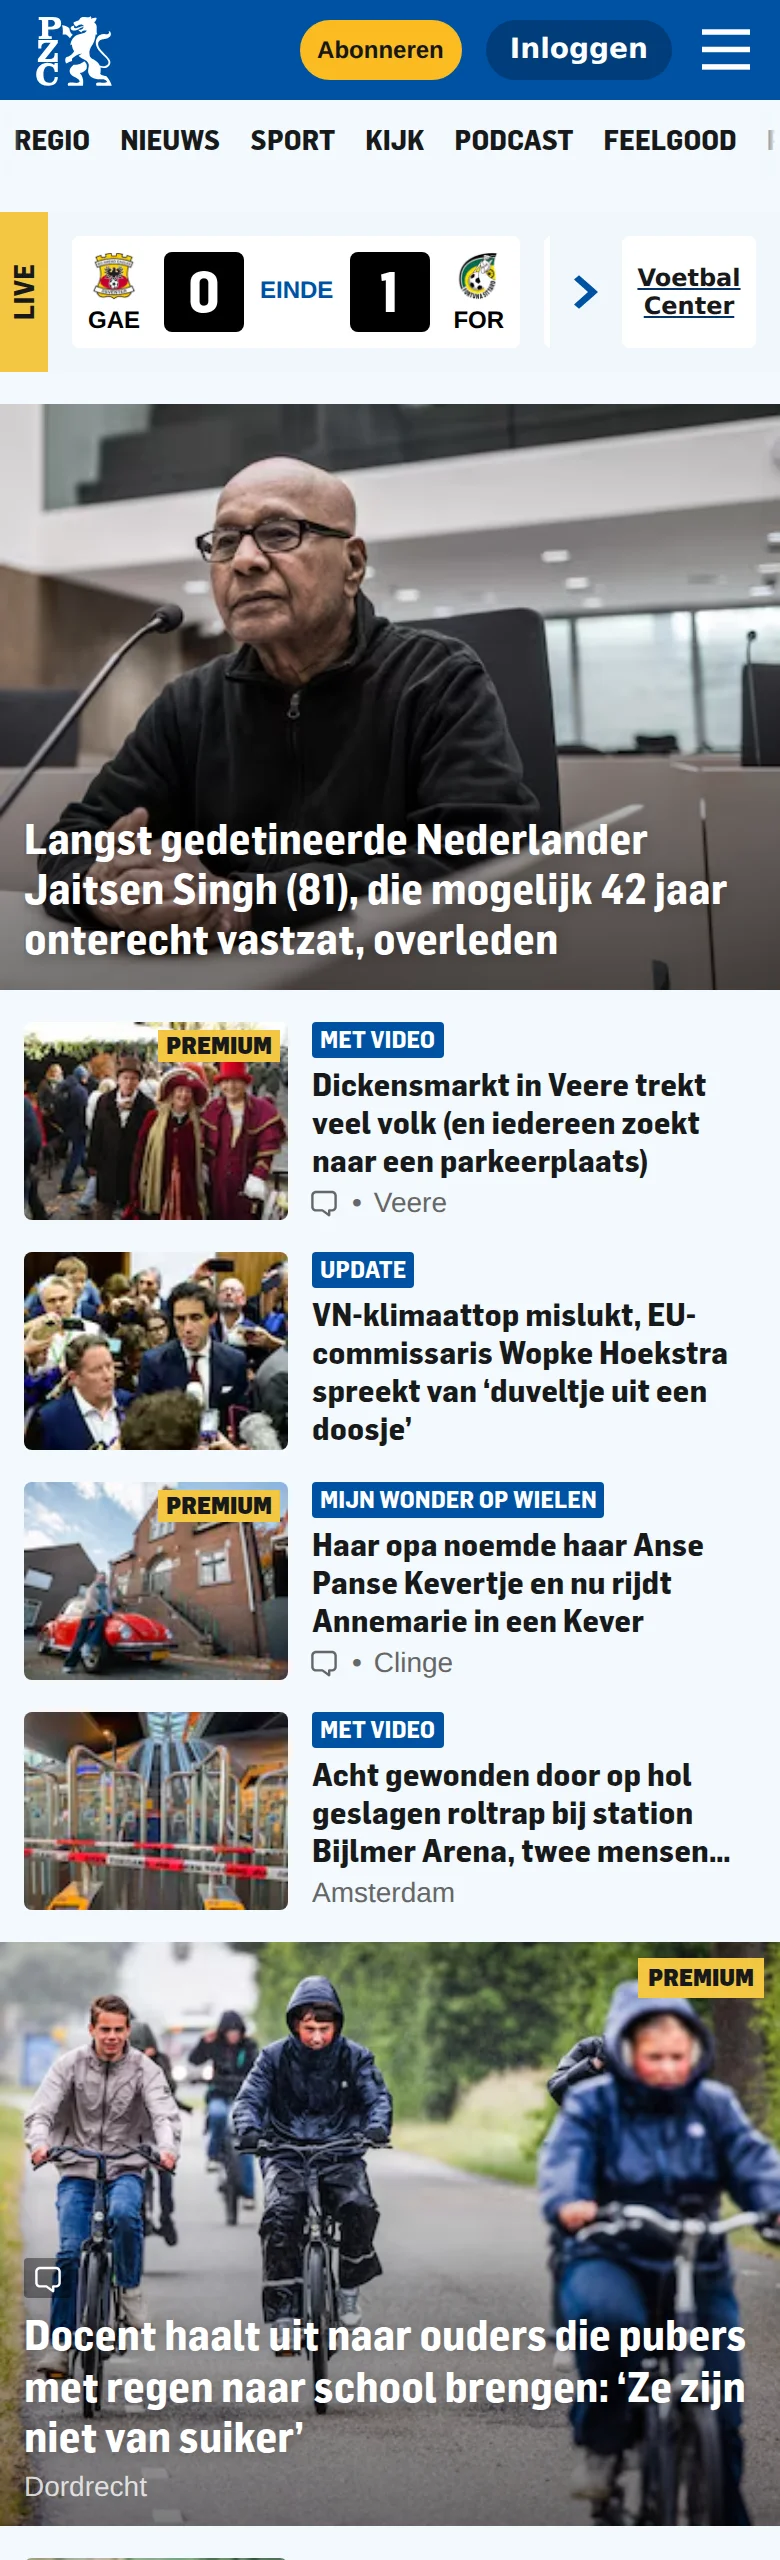 PZC
Abonneren
Inloggen
REGIO NIEUWS SPORT KIJK PODCAST FEELGOOD
LIVE
GAE
0
EINDE
1
FOR
Voetbal
Center
Langst gedetineerde Nederlander
Jaitsen Singh (81), die mogelijk 42 jaar
onterecht vastzat, overleden
PREMIUM
MET VIDEO
Dickensmarkt in Veere trekt
veel volk (en iedereen zoekt
naar een parkeerplaats)
• Veere
UPDATE
VN-klimaattop mislukt, EU-
commissaris Wopke Hoekstra
spreekt van ‘duveltje uit een
doosje’
PREMIUM
MIJN WONDER OP WIELEN
Haar opa noemde haar Anse
Panse Kevertje en nu rijdt
Annemarie in een Kever
• Clinge
MET VIDEO
Acht gewonden door op hol
geslagen roltrap bij station
Bijlmer Arena, twee mensen...
Amsterdam
PREMIUM
Docent haalt uit naar ouders die pubers
met regen naar school brengen: ‘Ze zijn
niet van suiker’
Dordrecht